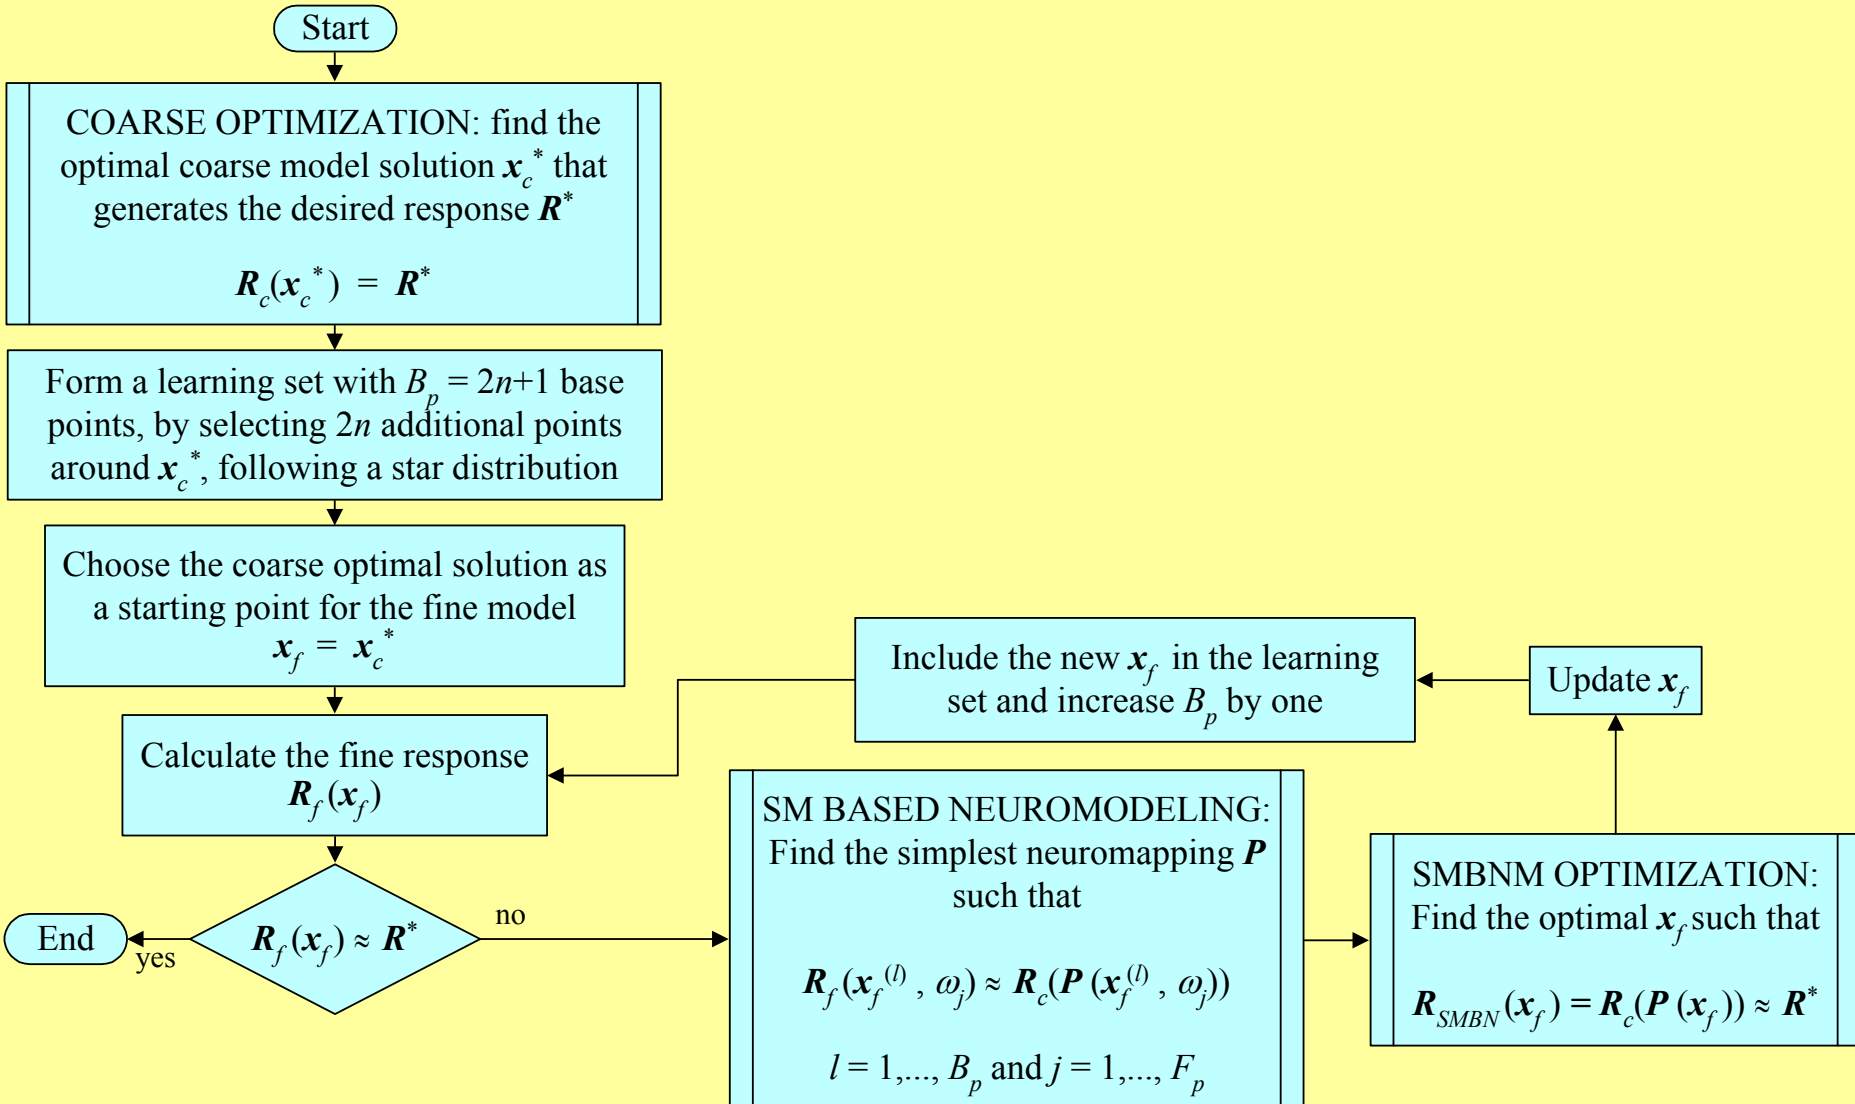 Start
COARSE OPTIMIZATION: find the
optimal coarse model solution x_c^* that
generates the desired response R^*
R_c(x_c^*) = R^*
Form a learning set with B_p = 2n+1 base
points, by selecting 2n additional points
around x_c^*, following a star distribution
Choose the coarse optimal solution as
a starting point for the fine model
x_f = x_c^*
Calculate the fine response
R_f(x_f)
R_f(x_f) ≈ R^*
yes
End
no
SM BASED NEUROMODELING:
Find the simplest neuromapping P
such that
R_f(x_f^(l), ω_j) ≈ R_c(P(x_f^(l), ω_j))
l = 1,..., B_p and j = 1,..., F_p
SMBNM OPTIMIZATION:
Find the optimal x_f such that
R_SMBN(x_f) = R_c(P(x_f)) ≈ R^*
Update x_f
Include the new x_f in the learning
set and increase B_p by one